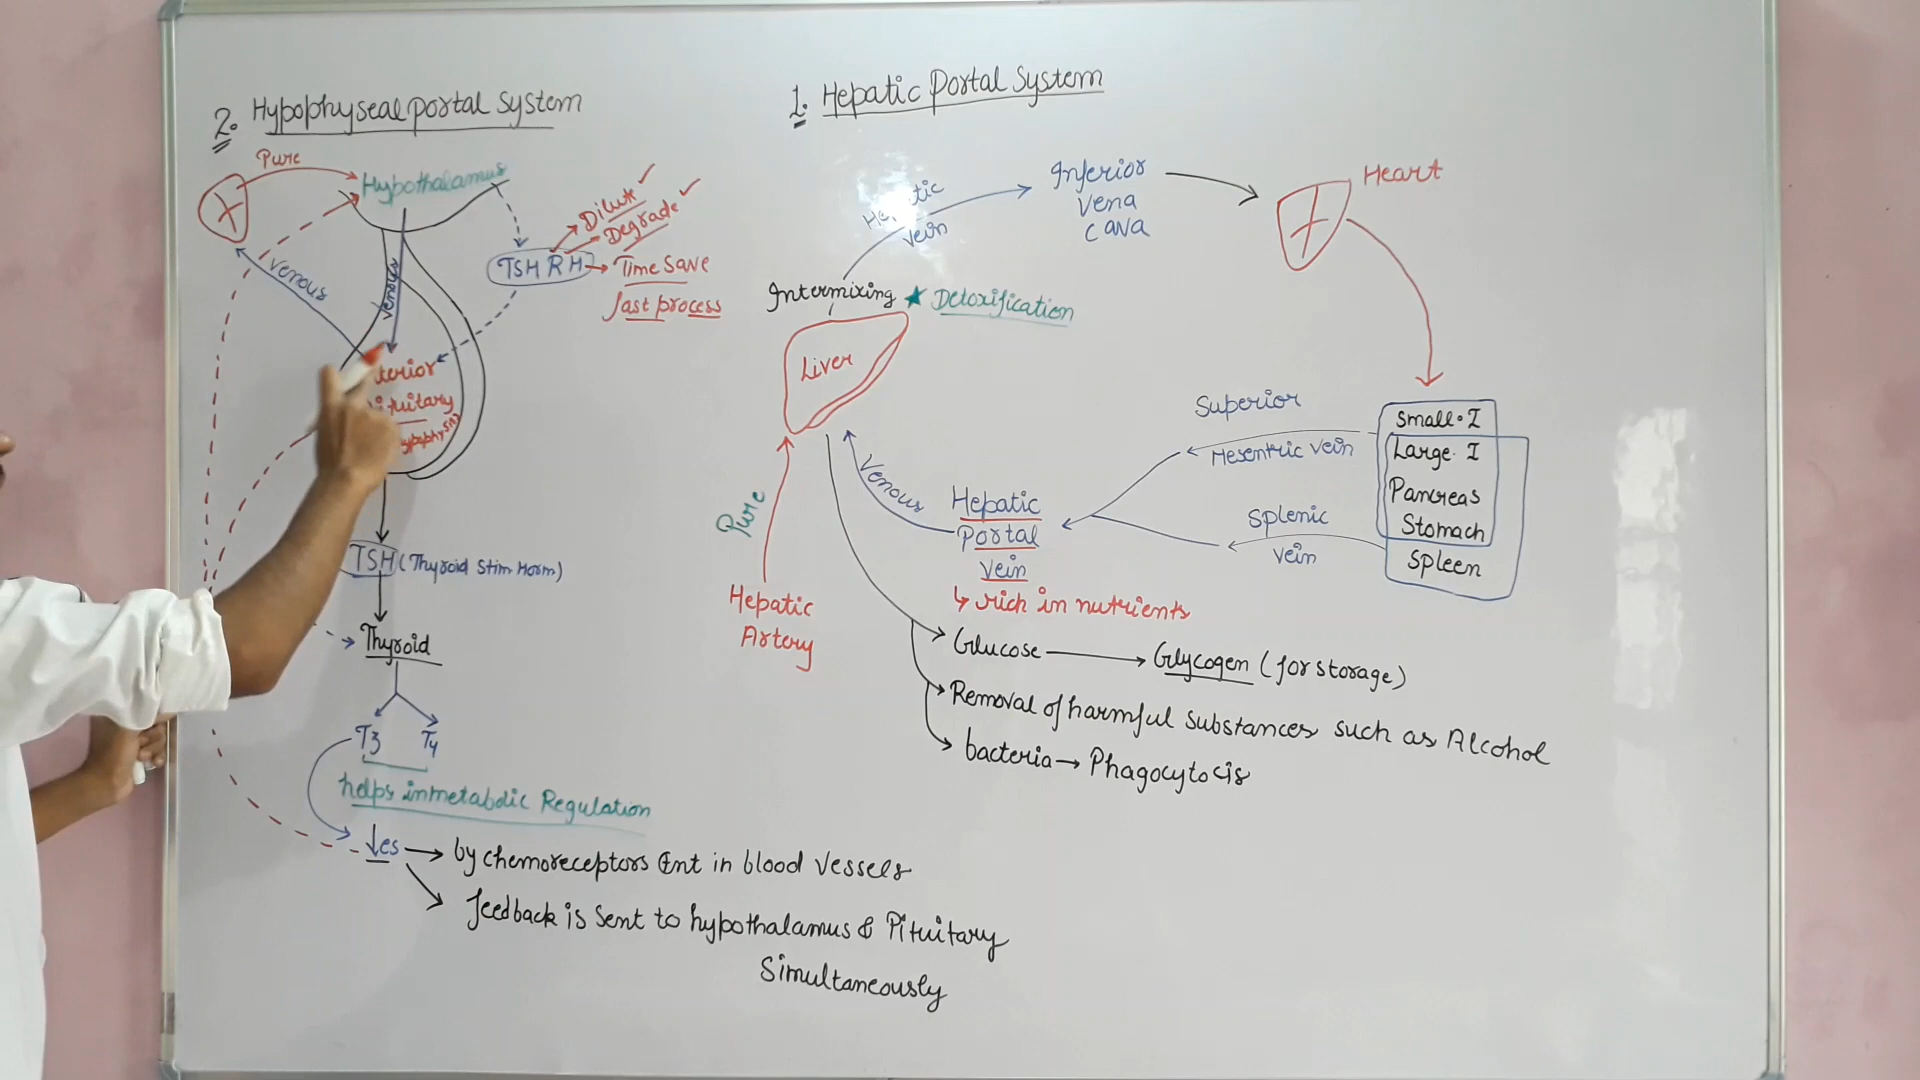 2. Hypophyseal portal System
Pure
Hypothalamus
Venous
Venous
TSH RH
Dilute ✓
Degrade ✓
Time Save
fast process
terior
ituitary
TSH (Thyroid Stim Horm)
Thyroid
T3 T4
helps inmetabolic Regulation
↓es → by chemoreceptors in blood vessels
feedback is Sent to hypothalamus & Pituitary
Simultaneously
1. Hepatic Portal System
Hepatic
vein
Inferior
Vena
Cava
Heart
Intermixing ★ Detoxification
Liver
Pure
Hepatic
Artery
Venous
Hepatic
Portal
Vein
↳ rich in nutrients
Superior
Mesentric vein
Splenic
vein
Small. I
Large. I
Pancreas
Stomach
Spleen
Glucose → Glycogen (for storage)
Removal of harmful substances such as Alcohol
bacteria → Phagocytocis